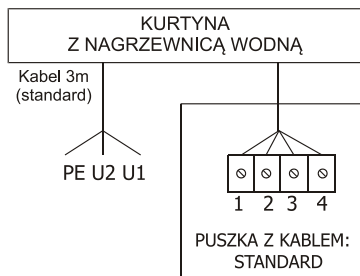 KURTYNA
Z NAGRZEWNICĄ WODNĄ
Kabel 3m
(standard)
PE U2 U1
1 2 3 4
PUSZKA Z KABLEM:
STANDARD